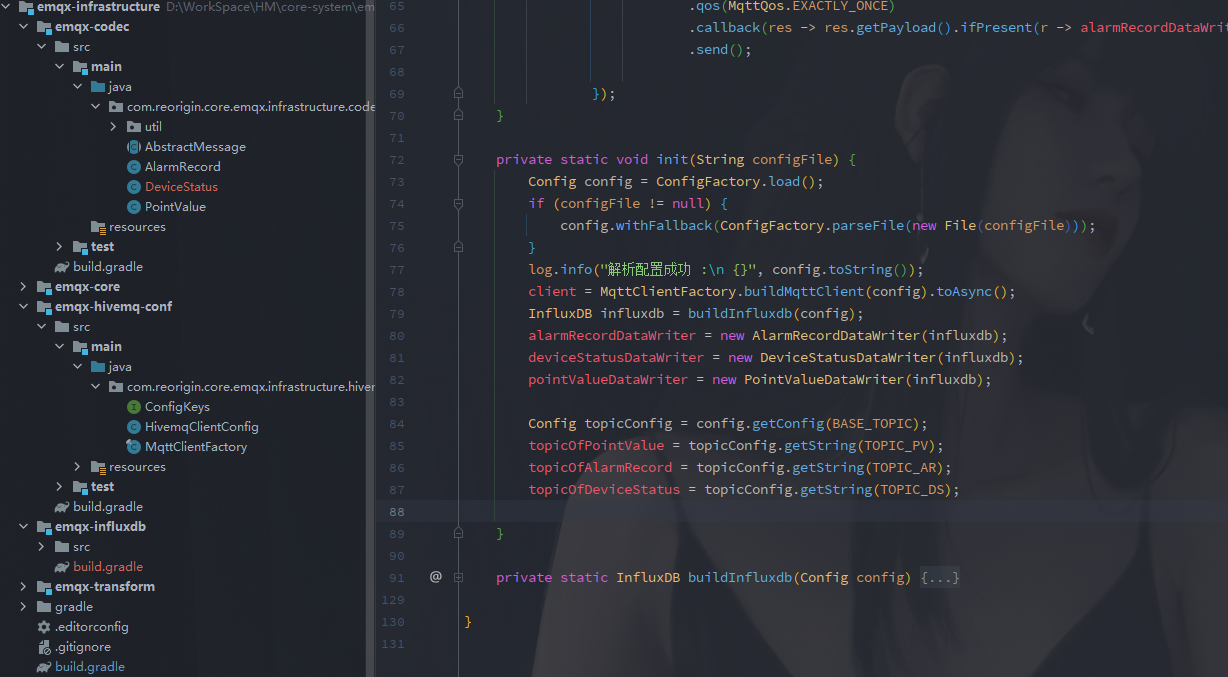 emqx-infrastructure D:\WorkSpace\HM\core-system\em
emqx-codec
src
main
java
com.reorigin.core.emqx.infrastructure.code
util
AbstractMessage
AlarmRecord
DeviceStatus
PointValue
resources
test
build.gradle
emqx-core
emqx-hivemq-conf
src
main
java
com.reorigin.core.emqx.infrastructure.hiver
ConfigKeys
HivemqClientConfig
MqttClientFactory
resources
test
build.gradle
emqx-influxdb
src
build.gradle
emqx-transform
gradle
.editorconfig
.gitignore
build.gradle
65 .qos(MqttQos.EXACTLY_ONCE)
66 .callback(res -> res.getPayload().ifPresent(r -> alarmRecordDataWrit
67 .send();
68
69 });
70 }
71
72 private static void init(String configFile) {
73 Config config = ConfigFactory.load();
74 if (configFile != null) {
75 config.withFallback(ConfigFactory.parseFile(new File(configFile)));
76 }
77 log.info("解析配置成功 :\n {}", config.toString());
78 client = MqttClientFactory.buildMqttClient(config).toAsync();
79 InfluxDB influxdb = buildInfluxdb(config);
80 alarmRecordDataWriter = new AlarmRecordDataWriter(influxdb);
81 deviceStatusDataWriter = new DeviceStatusDataWriter(influxdb);
82 pointValueDataWriter = new PointValueDataWriter(influxdb);
83
84 Config topicConfig = config.getConfig(BASE_TOPIC);
85 topicOfPointValue = topicConfig.getString(TOPIC_PV);
86 topicOfAlarmRecord = topicConfig.getString(TOPIC_AR);
87 topicOfDeviceStatus = topicConfig.getString(TOPIC_DS);
88
89 }
90
91 @ private static InfluxDB buildInfluxdb(Config config) {...}
129
130 }
131